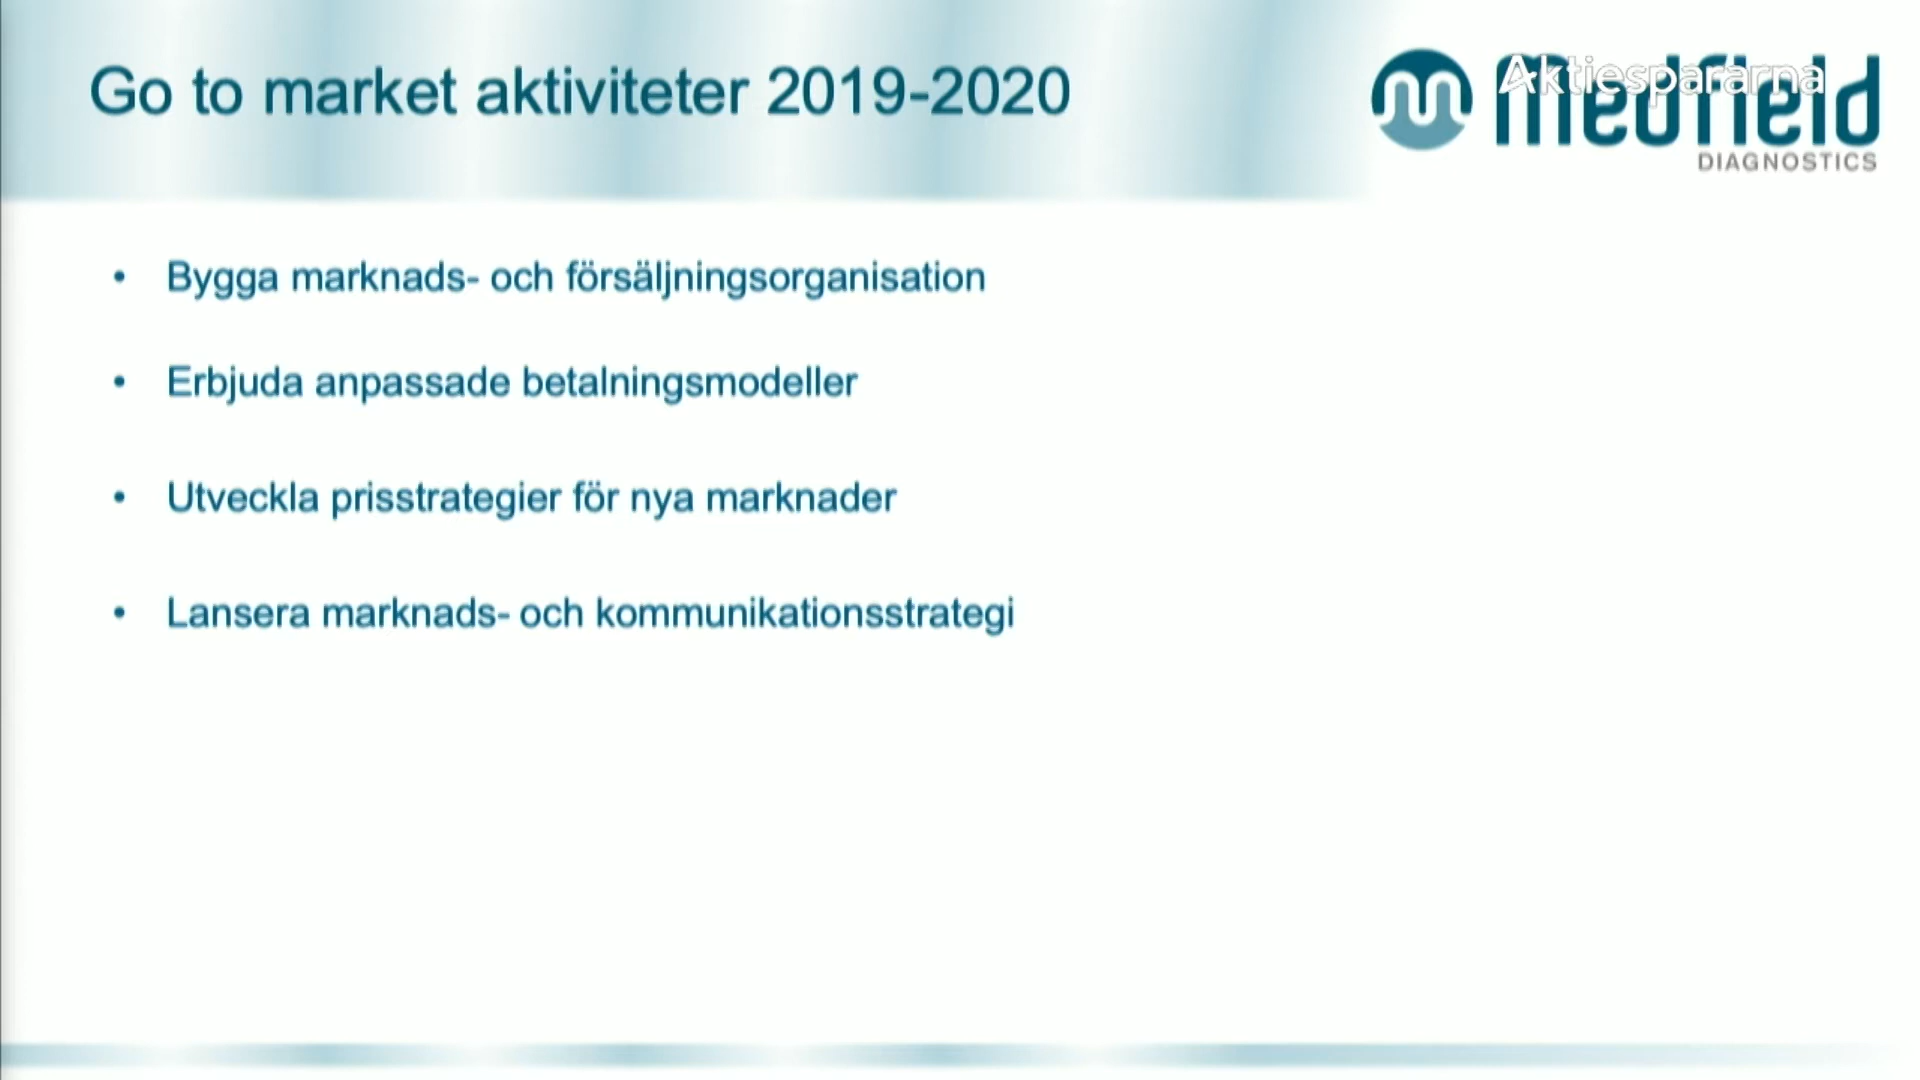 Go to market aktiviteter 2019-2020
Aktiespararna
Medfield
DIAGNOSTICS
• Bygga marknads- och försäljningsorganisation
• Erbjuda anpassade betalningsmodeller
• Utveckla prisstrategier för nya marknader
• Lansera marknads- och kommunikationsstrategi